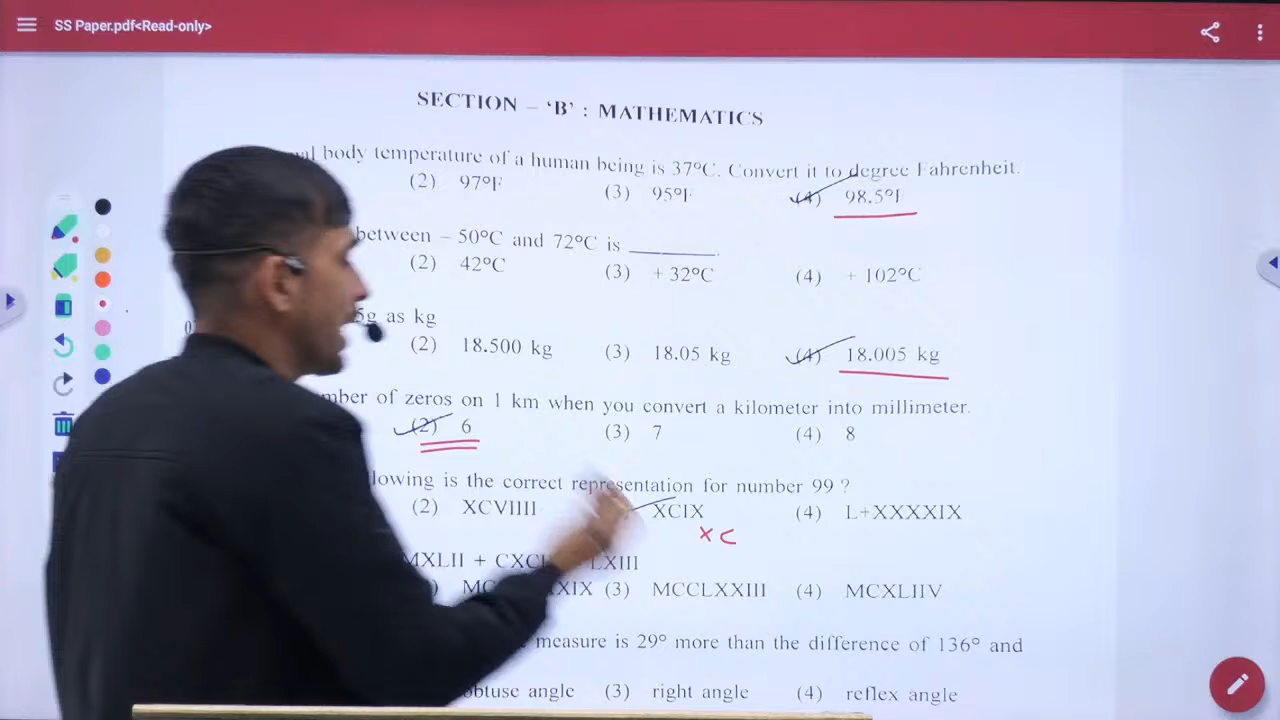 SS Paper.pdf<Read-only>
SECTION – ‘B’ : MATHEMATICS
body temperature of a human being is 37°C. Convert it to degree Fahrenheit.
(2) 97°F (3) 95°F (4) 98.5°F
between – 50°C and 72°C is ________.
(2) 42°C (3) + 32°C (4) + 102°C
5g as kg
(2) 18.500 kg (3) 18.05 kg (4) 18.005 kg
of zeros on 1 km when you convert a kilometer into millimeter.
(2) 6 (3) 7 (4) 8
is the correct representation for number 99 ?
(2) XCVIIII XCIX (4) L+XXXXIX
XC
MXLII + LXIII
(3) MCCLXXIII (4) MCXLIIV
measure is 29° more than the difference of 136° and
obtuse angle (3) right angle (4) reflex angle